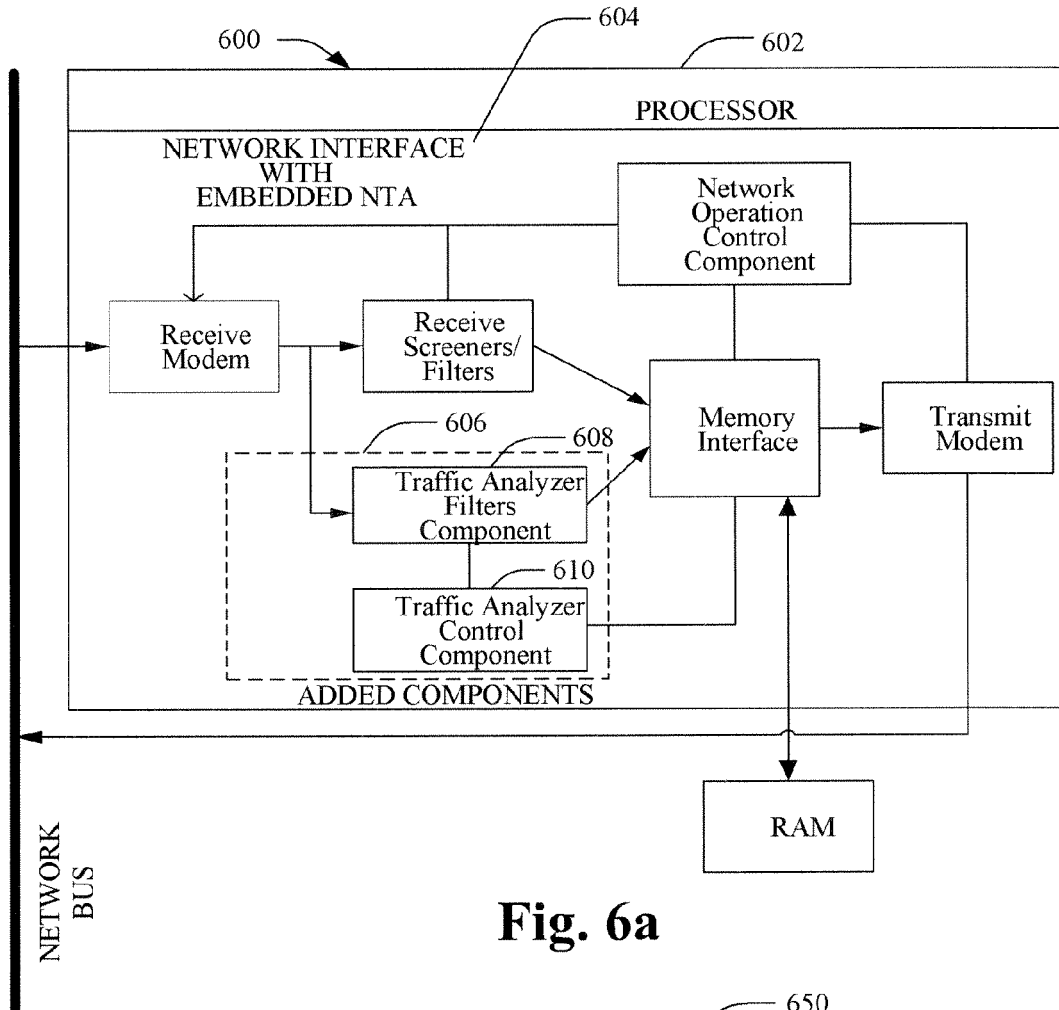 604
600
602
PROCESSOR
NETWORK INTERFACE
WITH
EMBEDDED NTA
Network
Operation
Control
Component
Receive
Modem
Receive
Screeners/
Filters
Memory
Interface
Transmit
Modem
606
608
Traffic Analyzer
Filters
Component
610
Traffic Analyzer
Control
Component
ADDED COMPONENTS
RAM
NETWORK
BUS
Fig. 6a
650